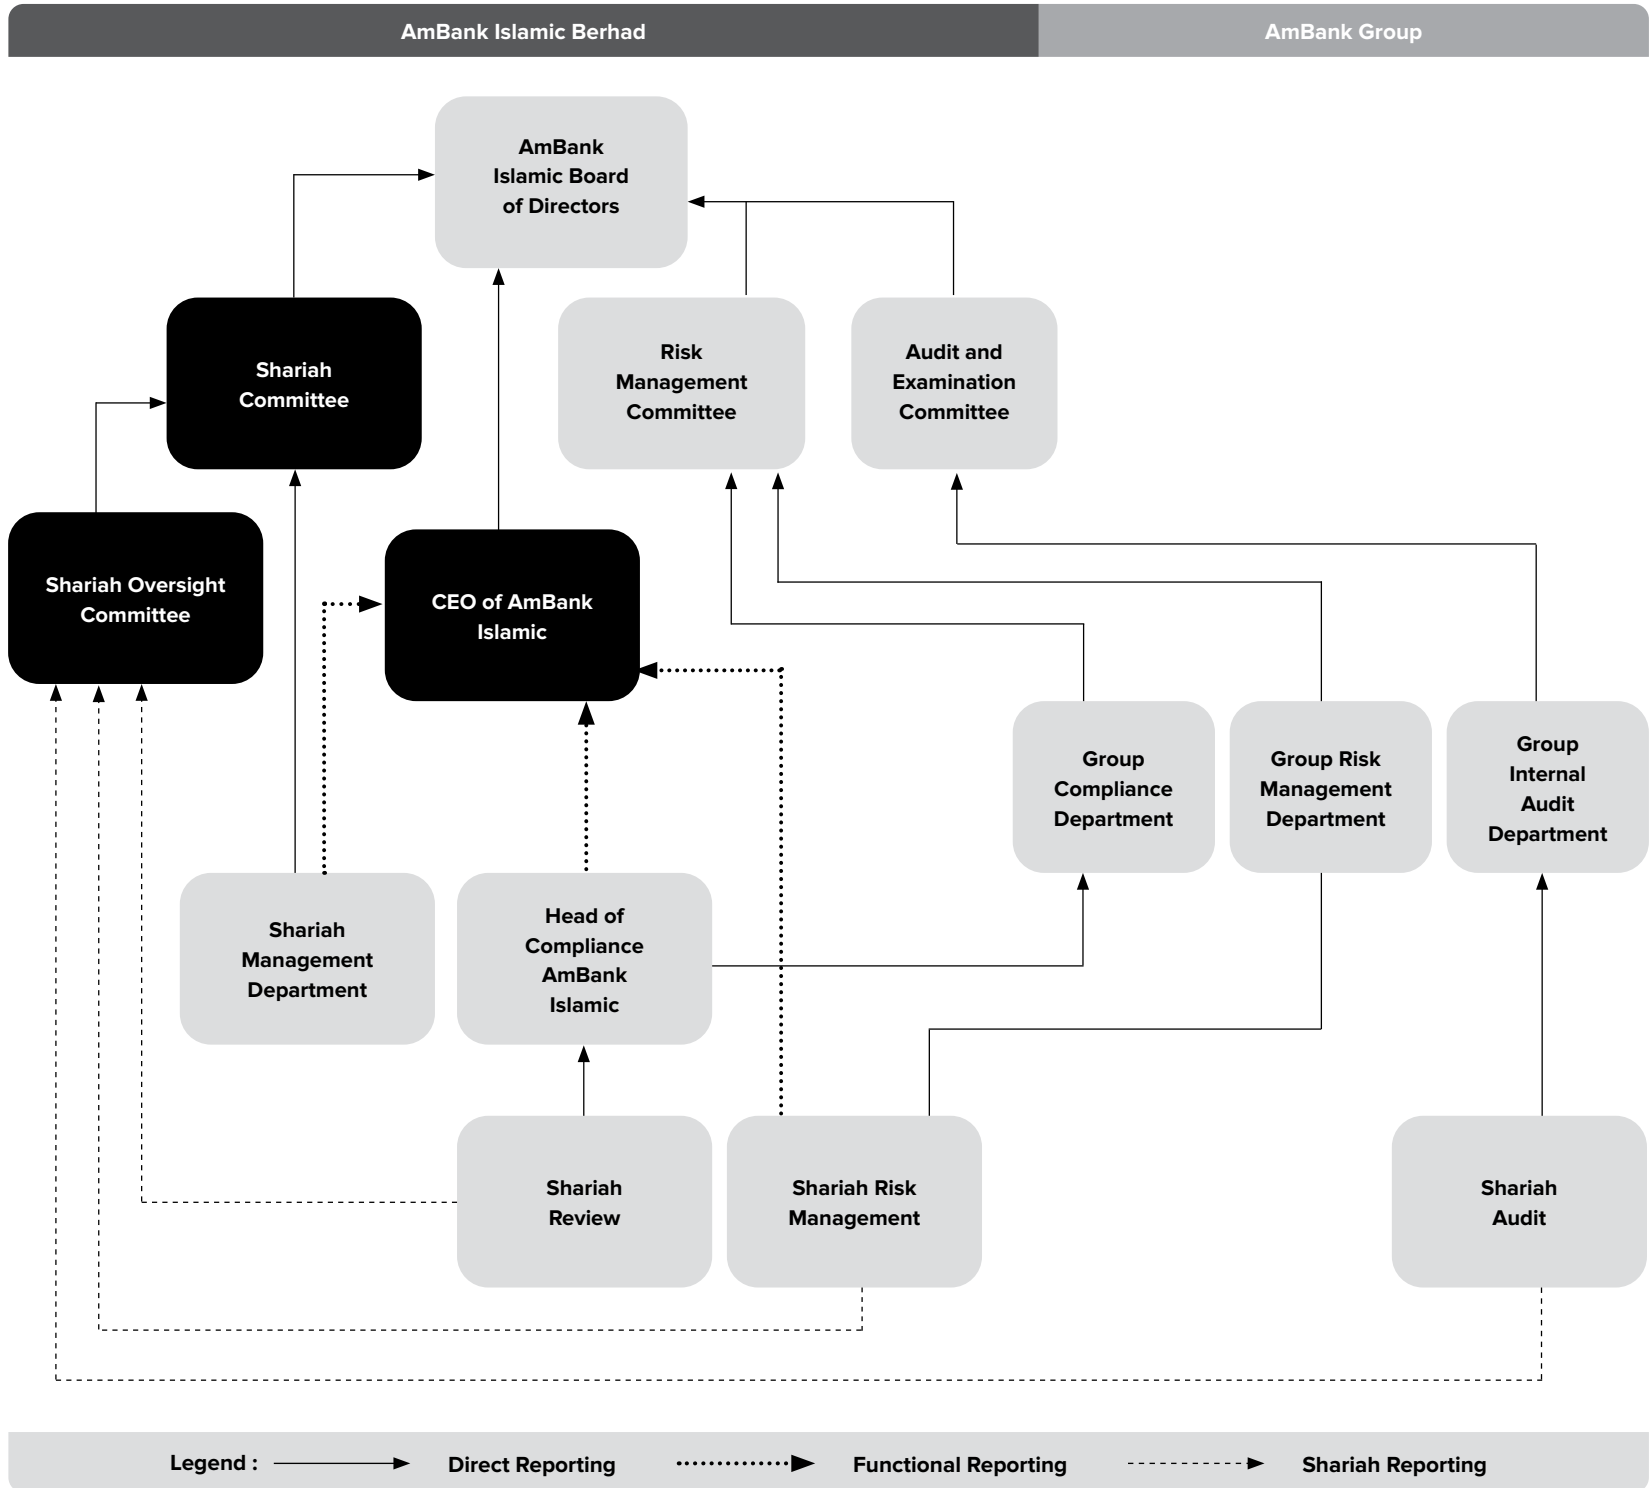 AmBank Islamic Berhad
AmBank Group
AmBank
Islamic Board
of Directors
Shariah
Committee
Risk
Management
Committee
Audit and
Examination
Committee
Shariah Oversight
Committee
CEO of AmBank
Islamic
Group
Compliance
Department
Group Risk
Management
Department
Group
Internal
Audit
Department
Shariah
Management
Department
Head of
Compliance
AmBank
Islamic
Shariah
Review
Shariah Risk
Management
Shariah
Audit
Legend : Direct Reporting Functional Reporting Shariah Reporting